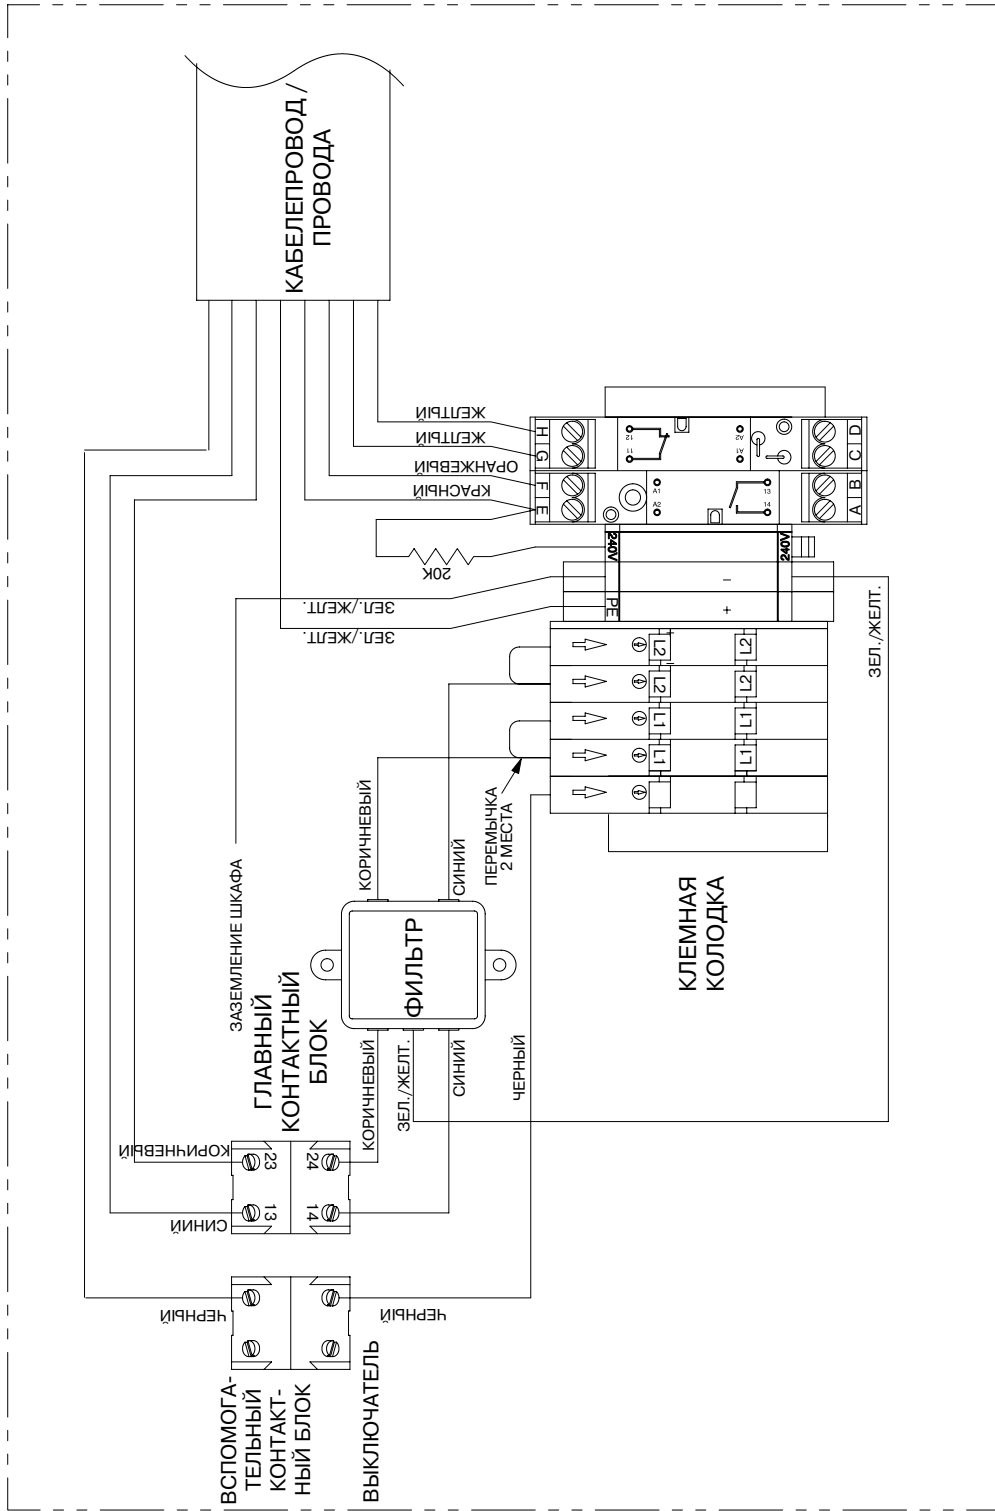 КАБЕЛЕПРОВОД /
ПРОВОДА
ЗАЗЕМЛЕНИЕ ШКАФА
ГЛАВНЫЙ
КОНТАКТНЫЙ
БЛОК
ВСПОМОГА-
ТЕЛЬНЫЙ
КОНТАКТ-
НЫЙ БЛОК
ВЫКЛЮЧАТЕЛЬ
ЧЕРНЫЙ
ЧЕРНЫЙ
СИНИЙ
КОРИЧНЕВЫЙ
13
23
14
24
КОРИЧНЕВЫЙ
ЗЕЛ./ЖЕЛТ.
СИНИЙ
ФИЛЬТР
КОРИЧНЕВЫЙ
СИНИЙ
ЧЕРНЫЙ
ПЕРЕМЫЧКА
2 МЕСТА
КЛЕМНАЯ
КОЛОДКА
L1
L1
L2
L2
L1
L1
L2
L2
ЗЕЛ./ЖЕЛТ.
ЗЕЛ./ЖЕЛТ.
PE
+
–
240V
240V
20K
КРАСНЫЙ
ОРАНЖЕВЫЙ
ЖЕЛТЫЙ
ЖЕЛТЫЙ
E
F
G
H
A2
A1
14
13
11
12
A1
A2
A
B
C
D
ЗЕЛ./ЖЕЛТ.